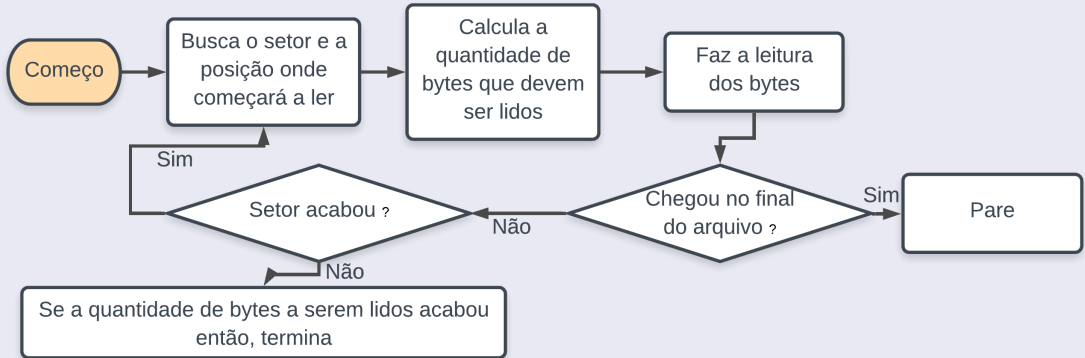 Começo
Busca o setor e a
posição onde
começará a ler
Calcula a
quantidade de
bytes que devem
ser lidos
Faz a leitura
dos bytes
Chegou no final
do arquivo ?
Sim
Pare
Não
Setor acabou ?
Sim
Não
Se a quantidade de bytes a serem lidos acabou
então, termina